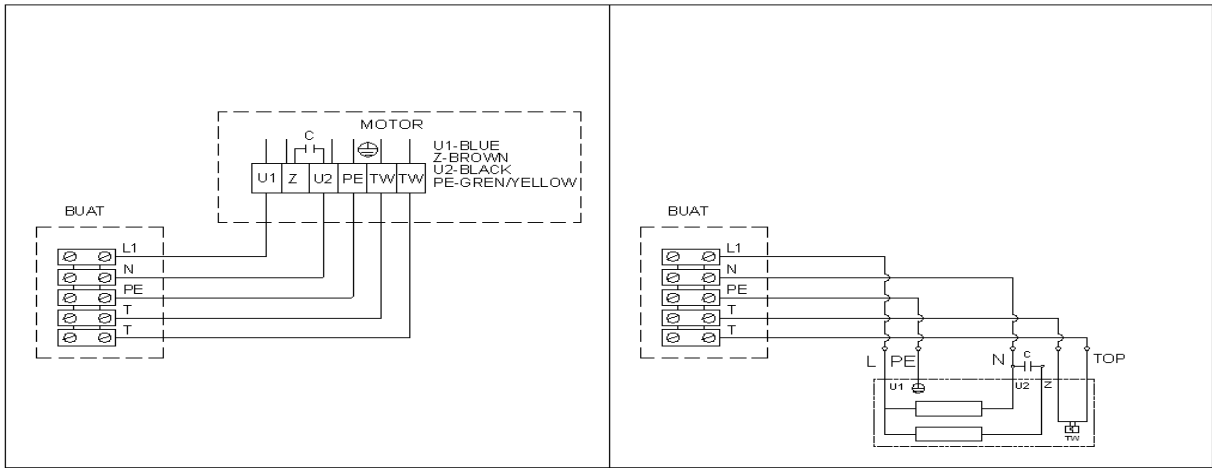 MOTOR
C
U1-BLUE
Z-BROWN
U2-BLACK
PE-GREN/YELLOW
U1 Z U2 PE TW TW
BUAT
L1
N
PE
T
T
BUAT
L1
N
PE
T
T
L PE N C TOP
U1 U2 Z
TW